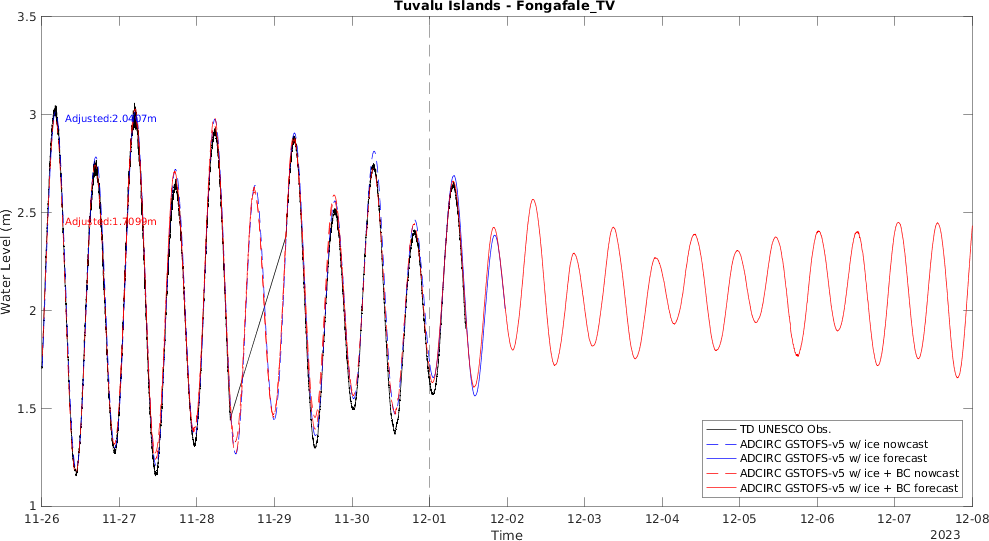 Tuvalu Islands - Fongafale_TV
3.5
3
2.5
2
1.5
1
Water Level (m)
Adjusted:2.0407m
Adjusted:1.7099m
TD UNESCO Obs.
ADCIRC GSTOFS-v5 w/ ice nowcast
ADCIRC GSTOFS-v5 w/ ice forecast
ADCIRC GSTOFS-v5 w/ ice + BC nowcast
ADCIRC GSTOFS-v5 w/ ice + BC forecast
11-26 11-27 11-28 11-29 11-30 12-01 12-02 12-03 12-04 12-05 12-06 12-07 12-08
Time
2023